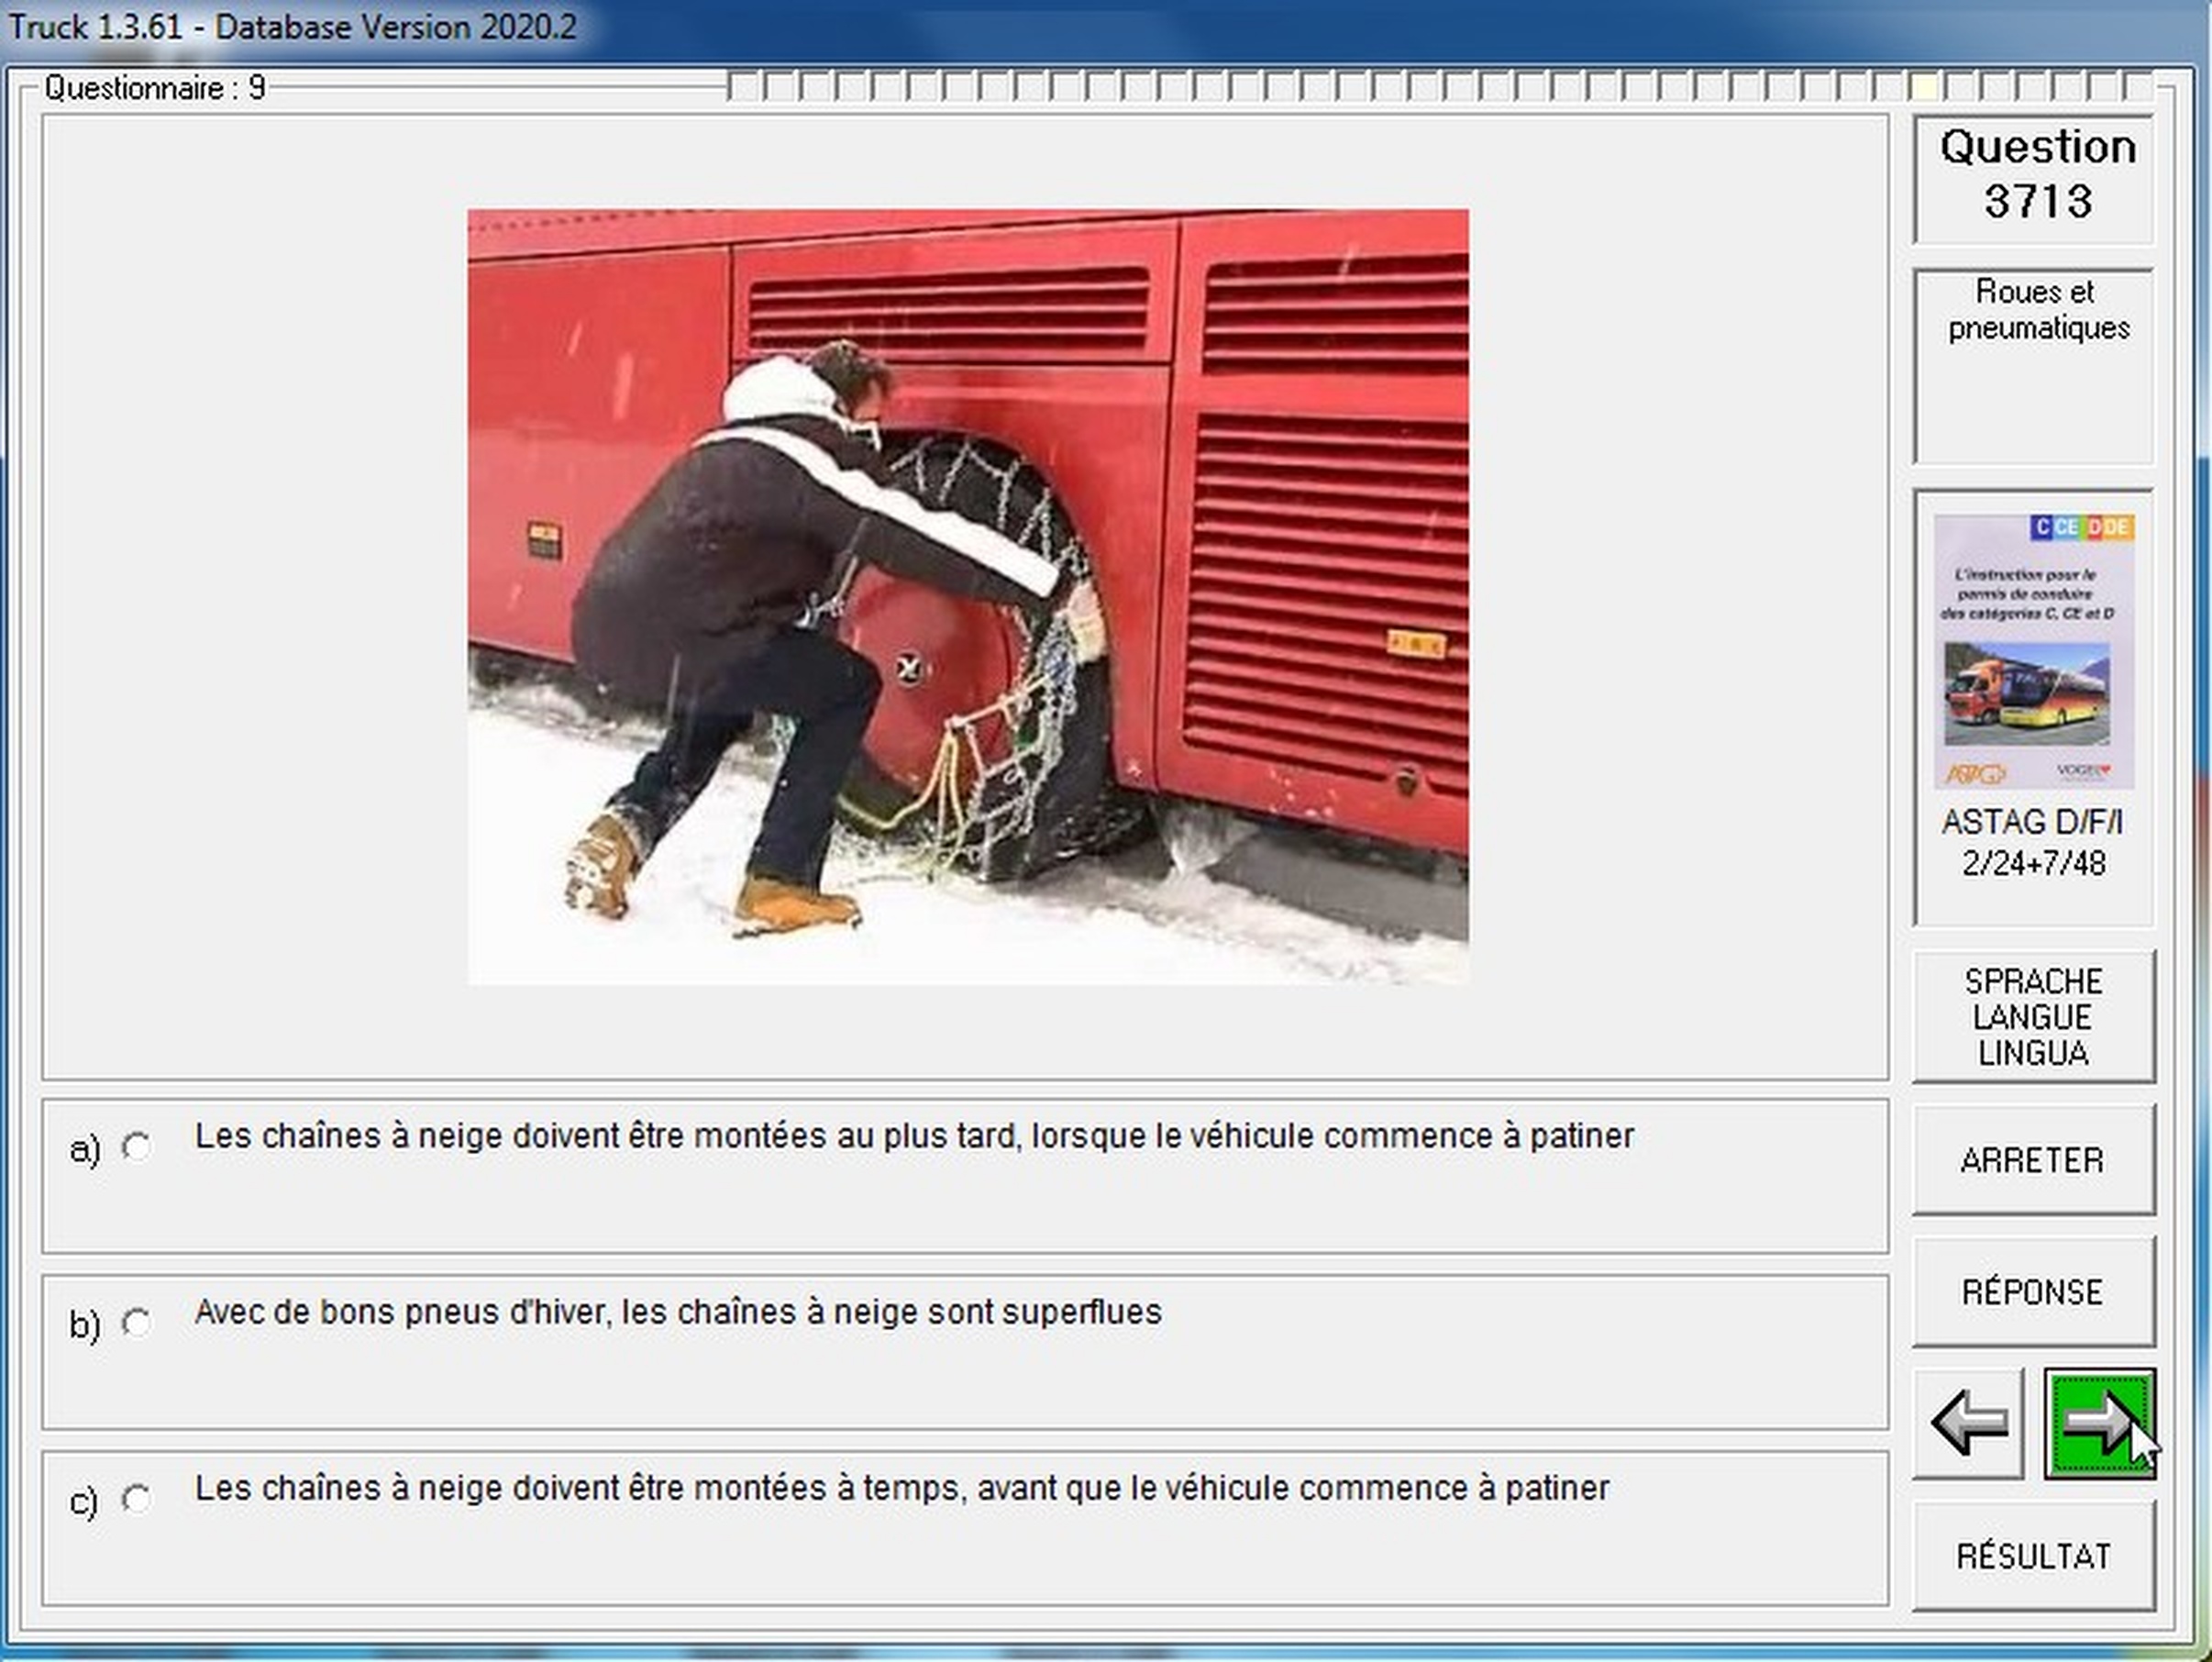 Truck 1.3.61 - Database Version 2020.2
Questionnaire : 9
Question
3713
Roues et
pneumatiques
C CE D DE
L'instruction pour le
permis de conduire
des catégories C, CE et D
ASTAG
VOGEL
ASTAG D/F/I
2/24+7/48
SPRACHE
LANGUE
LINGUA
a) Les chaînes à neige doivent être montées au plus tard, lorsque le véhicule commence à patiner
ARRETER
b) Avec de bons pneus d'hiver, les chaînes à neige sont superflues
RÉPONSE
c) Les chaînes à neige doivent être montées à temps, avant que le véhicule commence à patiner
RÉSULTAT